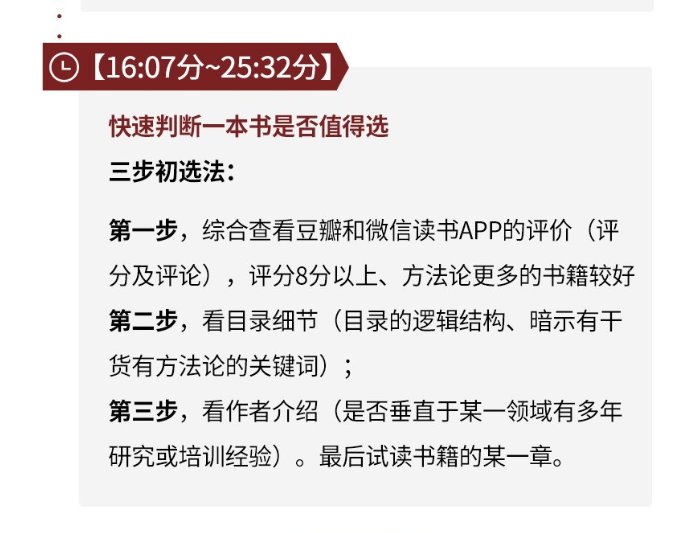 【16:07分~25:32分】
快速判断一本书是否值得选
三步初选法：
第一步，综合查看豆瓣和微信读书APP的评价（评
分及评论），评分8分以上、方法论更多的书籍较好
第二步，看目录细节（目录的逻辑结构、暗示有干
货有方法论的关键词）；
第三步，看作者介绍（是否垂直于某一领域有多年
研究或培训经验）。最后试读书籍的某一章。